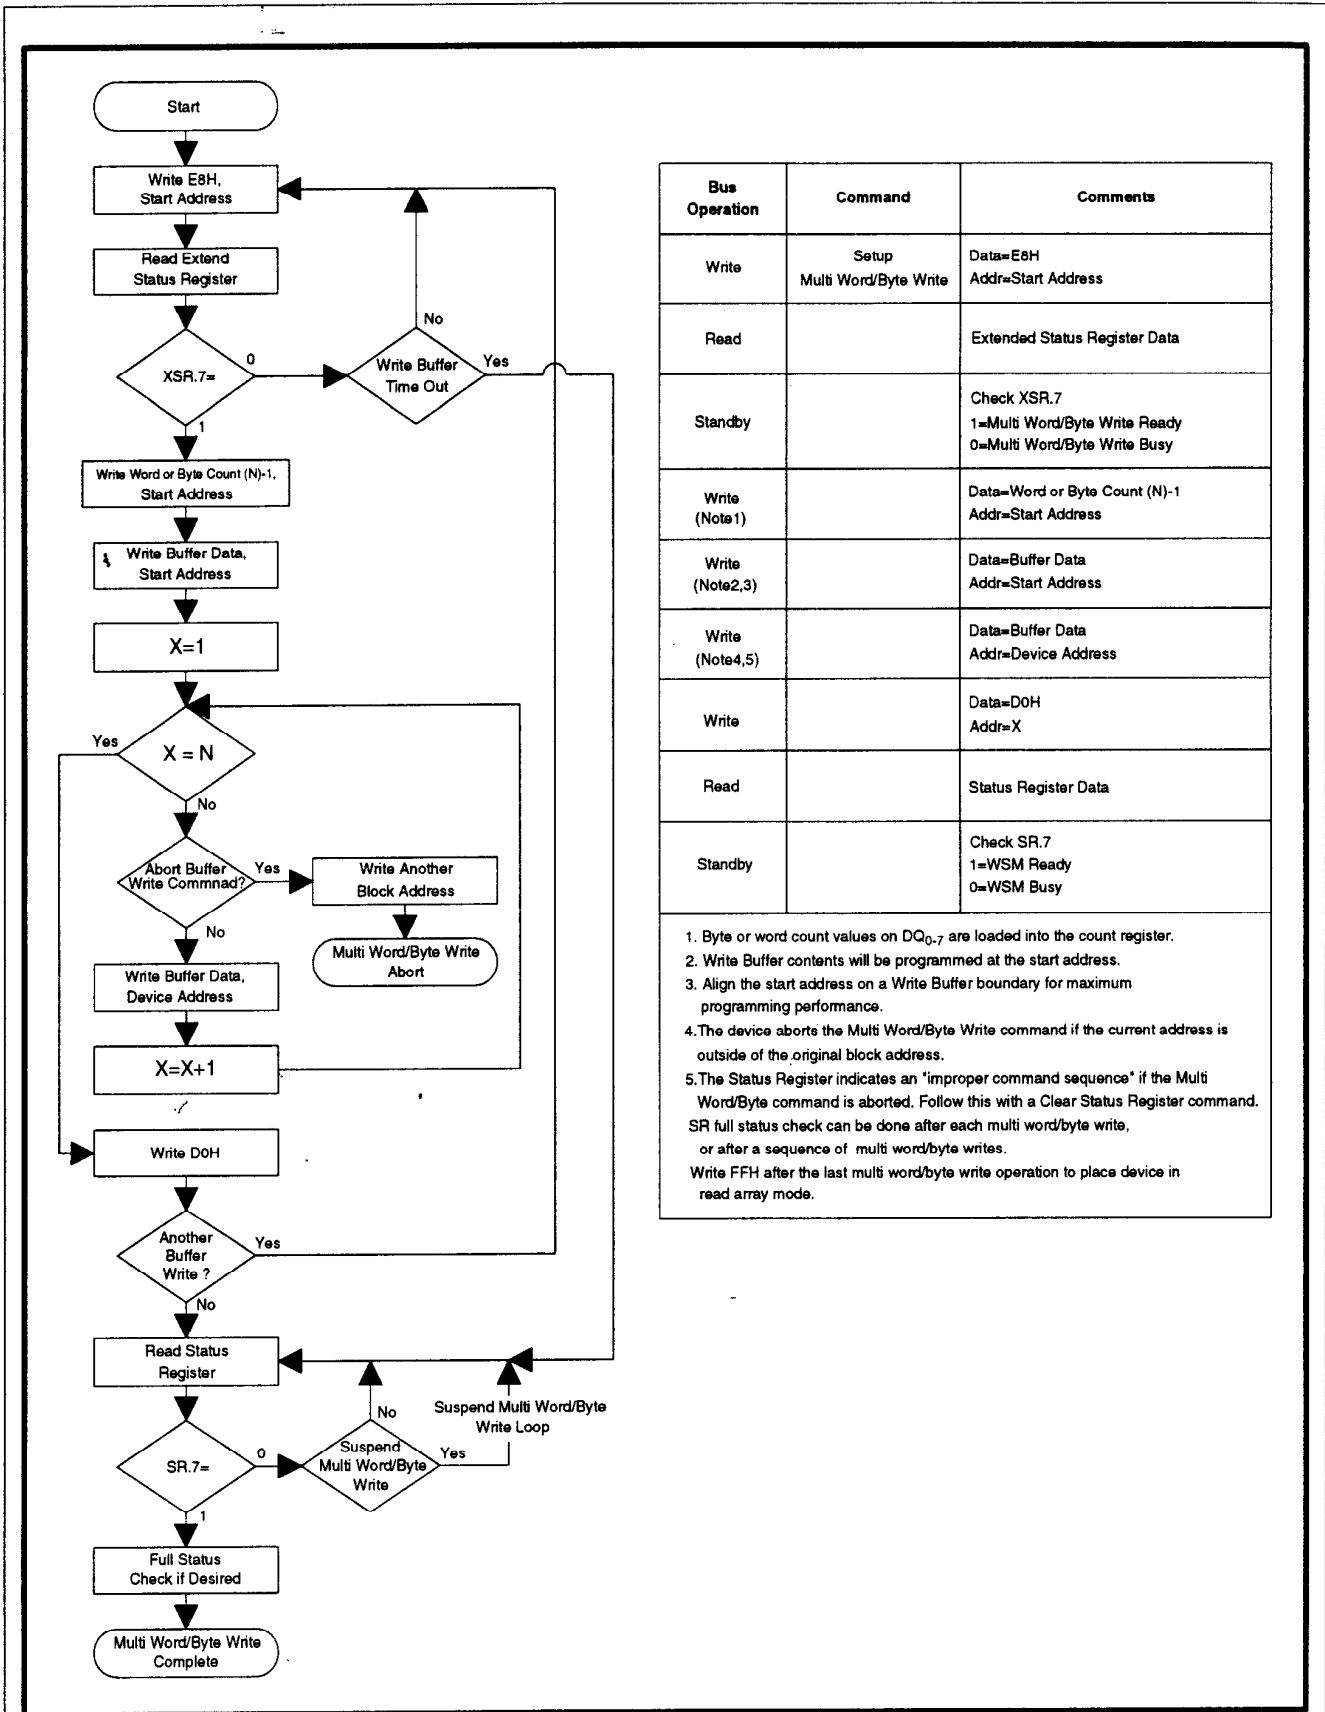 Start
Write E8H,
Start Address
Read Extend
Status Register
XSR.7=
0
1
Write Buffer
Time Out
No
Yes
Write Word or Byte Count (N)-1,
Start Address
Write Buffer Data,
Start Address
X=1
X = N
Yes
No
Abort Buffer
Write Commnad?
Yes
No
Write Another
Block Address
Multi Word/Byte Write
Abort
Write Buffer Data,
Device Address
X=X+1
Write D0H
Another
Buffer
Write ?
Yes
No
Read Status
Register
SR.7=
0
1
Suspend
Multi Word/Byte
Write
No
Yes
Suspend Multi Word/Byte
Write Loop
Full Status
Check if Desired
Multi Word/Byte Write
Complete
Bus
Operation
Command
Comments
Write
Setup
Multi Word/Byte Write
Data=E8H
Addr=Start Address
Read
Extended Status Register Data
Standby
Check XSR.7
1=Multi Word/Byte Write Ready
0=Multi Word/Byte Write Busy
Write
(Note1)
Data=Word or Byte Count (N)-1
Addr=Start Address
Write
(Note2,3)
Data=Buffer Data
Addr=Start Address
Write
(Note4,5)
Data=Buffer Data
Addr=Device Address
Write
Data=D0H
Addr=X
Read
Status Register Data
Standby
Check SR.7
1=WSM Ready
0=WSM Busy
1. Byte or word count values on DQ0-7 are loaded into the count register.
2. Write Buffer contents will be programmed at the start address.
3. Align the start address on a Write Buffer boundary for maximum
programming performance.
4.The device aborts the Multi Word/Byte Write command if the current address is
outside of the original block address.
5.The Status Register indicates an "improper command sequence" if the Multi
Word/Byte command is aborted. Follow this with a Clear Status Register command.
SR full status check can be done after each multi word/byte write,
or after a sequence of multi word/byte writes.
Write FFH after the last multi word/byte write operation to place device in
read array mode.